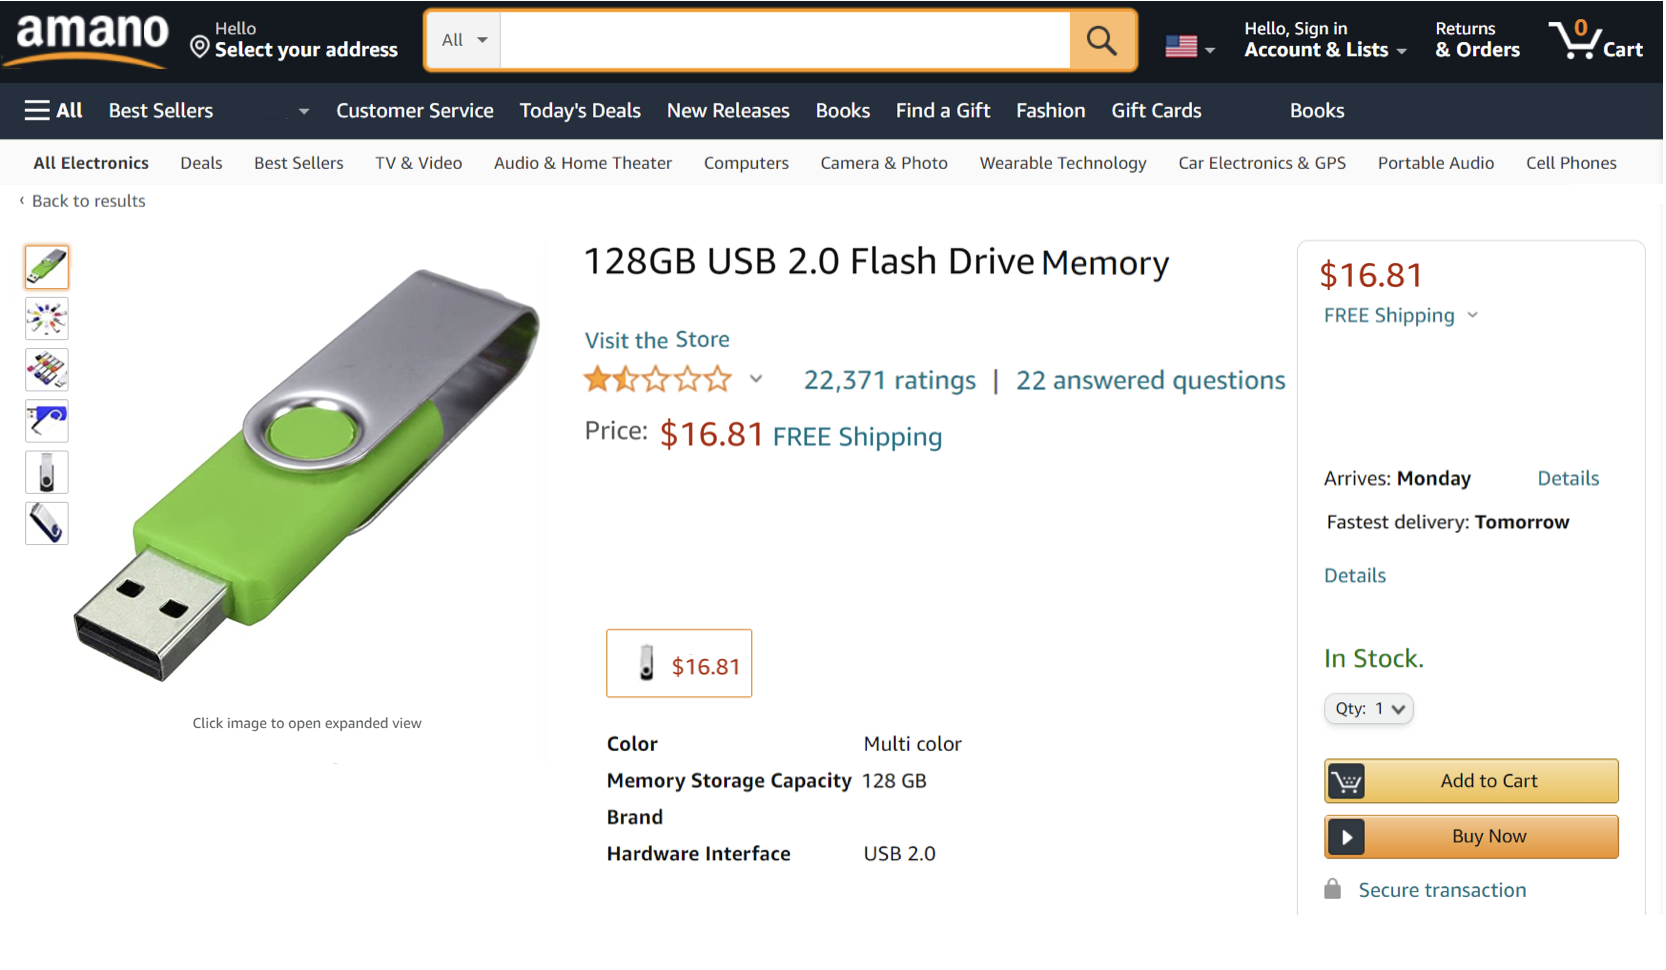 amano
Hello
Select your address
All
Hello, Sign in
Account & Lists
Returns
& Orders
0
Cart
All Best Sellers Customer Service Today's Deals New Releases Books Find a Gift Fashion Gift Cards Books
All Electronics Deals Best Sellers TV & Video Audio & Home Theater Computers Camera & Photo Wearable Technology Car Electronics & GPS Portable Audio Cell Phones
‹ Back to results
128GB USB 2.0 Flash Drive Memory
Visit the Store
22,371 ratings | 22 answered questions
Price: $16.81 FREE Shipping
$16.81
Click image to open expanded view
Color Multi color
Memory Storage Capacity 128 GB
Brand
Hardware Interface USB 2.0
$16.81
FREE Shipping
Arrives: Monday Details
Fastest delivery: Tomorrow
Details
In Stock.
Qty: 1
Add to Cart
Buy Now
Secure transaction